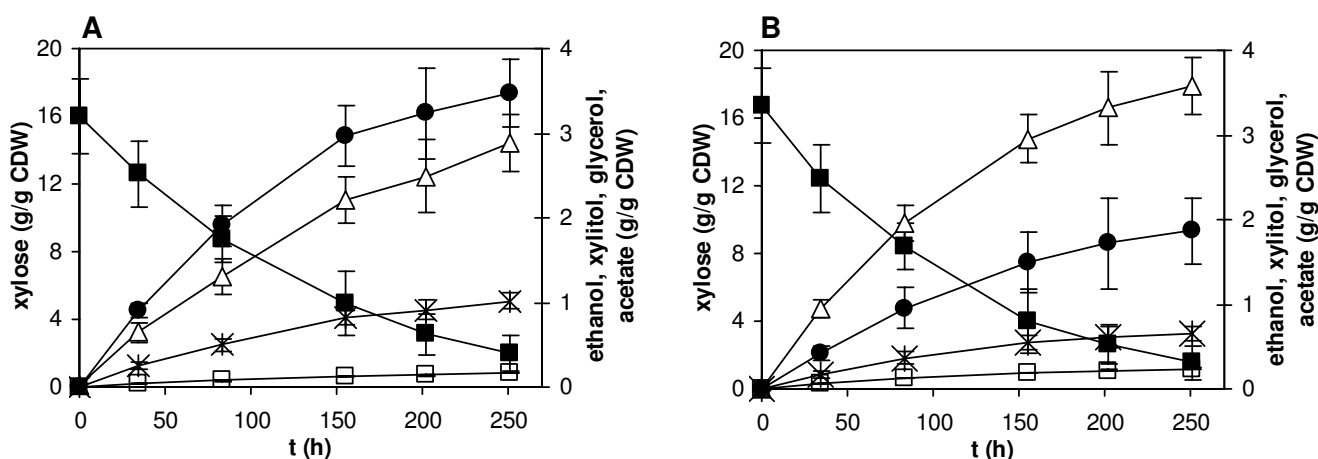 A
20
16
12
8
4
0
xylose (g/g CDW)
4
3
2
1
0
ethanol, xylitol, glycerol,
acetate (g/g CDW)
0 50 100 150 200 250
t (h)
B
20
16
12
8
4
0
xylose (g/g CDW)
4
3
2
1
0
ethanol, xylitol, glycerol,
acetate (g/g CDW)
0 50 100 150 200 250
t (h)